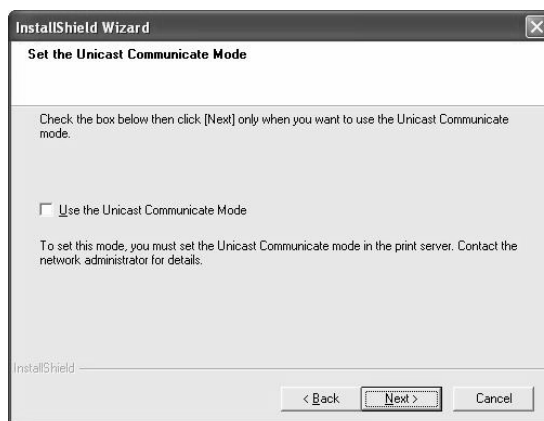 InstallShield Wizard
Set the Unicast Communicate Mode
Check the box below then click [Next] only when you want to use the Unicast Communicate
mode.
Use the Unicast Communicate Mode
To set this mode, you must set the Unicast Communicate mode in the print server. Contact the
network administrator for details.
InstallShield
< Back Next > Cancel